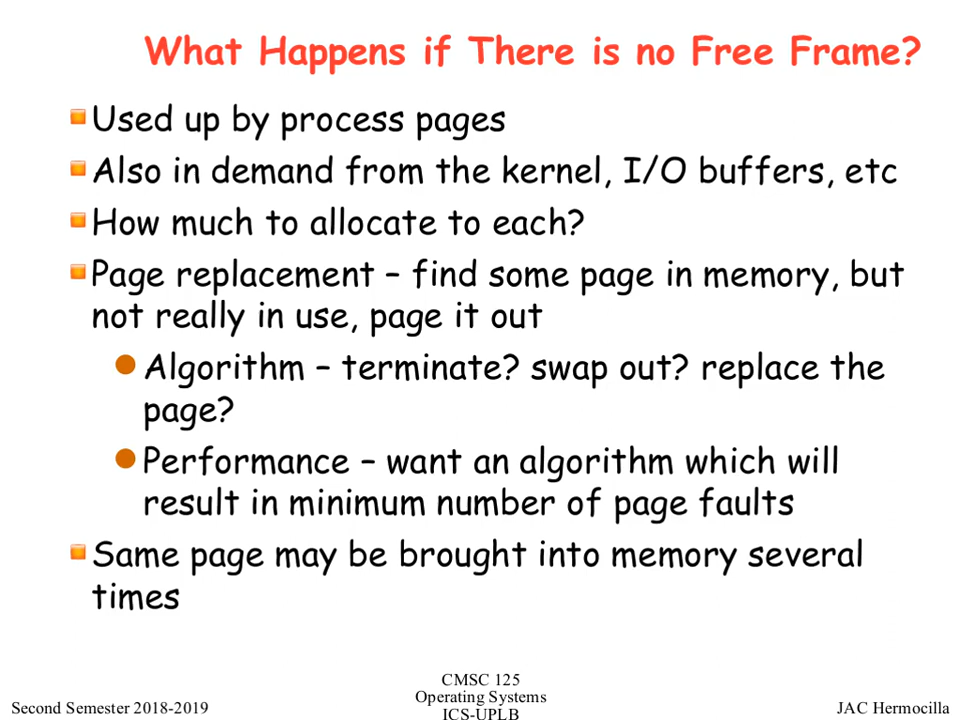 What Happens if There is no Free Frame?
Used up by process pages
Also in demand from the kernel, I/O buffers, etc
How much to allocate to each?
Page replacement – find some page in memory, but
not really in use, page it out
Algorithm – terminate? swap out? replace the
page?
Performance – want an algorithm which will
result in minimum number of page faults
Same page may be brought into memory several
times
Second Semester 2018-2019
CMSC 125
Operating Systems
ICS-UPLB
JAC Hermocilla